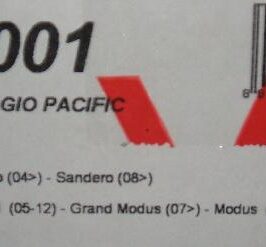 001
GIO PACIFIC
(04>) - Sandero (08>)
(05-12) - Grand Modus (07>) - Modus